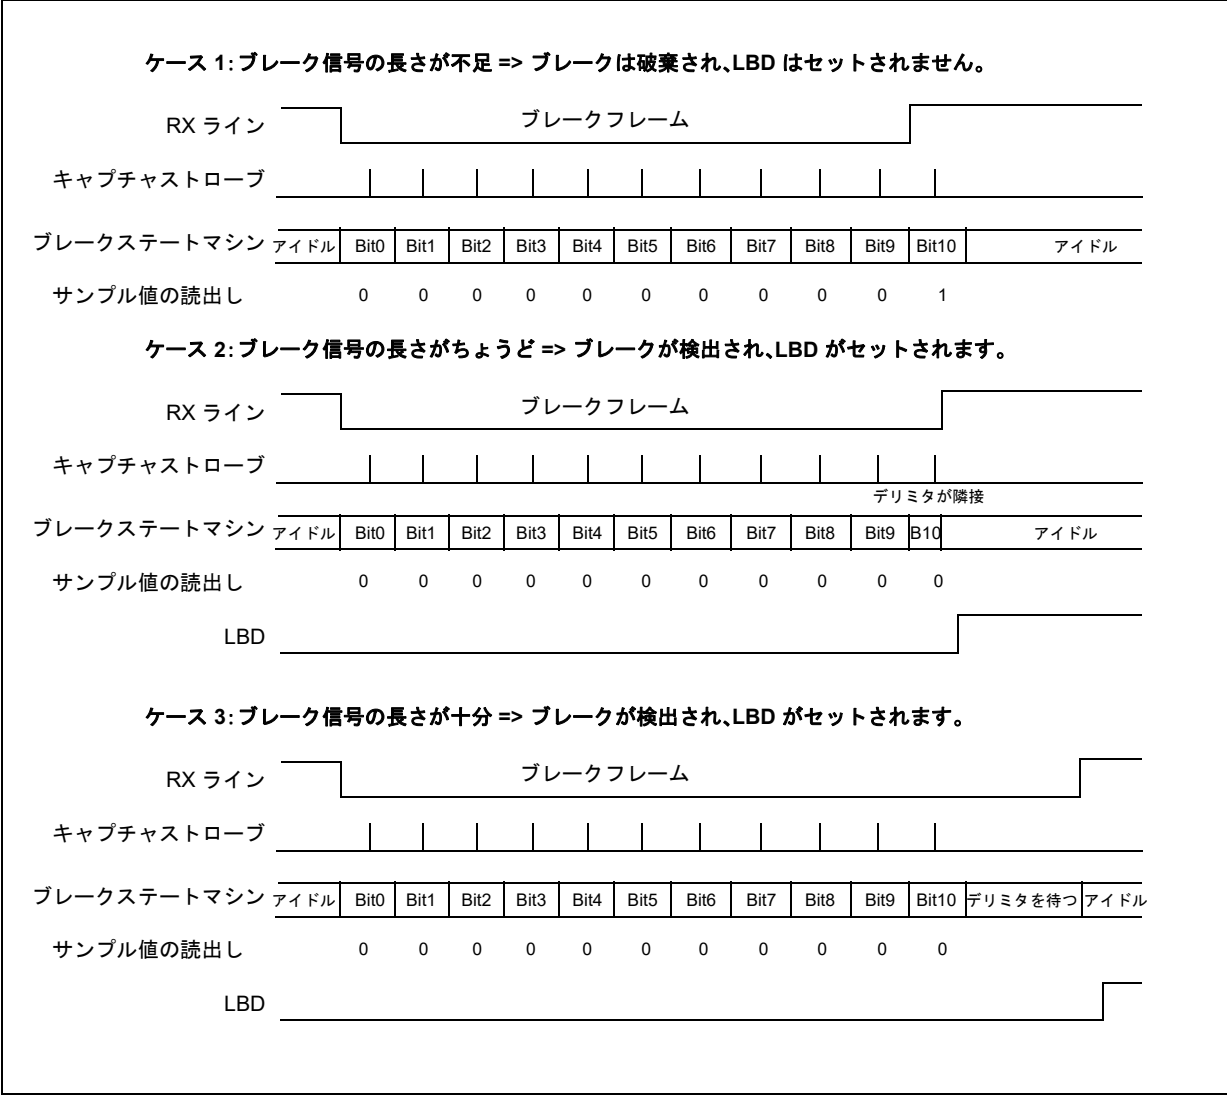 ケース 1：ブレーク信号の長さが不足 => ブレークは破棄され、LBD はセットされません。
RX ライン
ブレークフレーム
キャプチャストローブ
ブレークステートマシン アイドル Bit0 Bit1 Bit2 Bit3 Bit4 Bit5 Bit6 Bit7 Bit8 Bit9 Bit10 アイドル
サンプル値の読出し 0 0 0 0 0 0 0 0 0 0 1
ケース 2：ブレーク信号の長さがちょうど => ブレークが検出され、LBD がセットされます。
RX ライン
ブレークフレーム
キャプチャストローブ
デリミタが隣接
ブレークステートマシン アイドル Bit0 Bit1 Bit2 Bit3 Bit4 Bit5 Bit6 Bit7 Bit8 Bit9 B10 アイドル
サンプル値の読出し 0 0 0 0 0 0 0 0 0 0 0
LBD
ケース 3：ブレーク信号の長さが十分 => ブレークが検出され、LBD がセットされます。
RX ライン
ブレークフレーム
キャプチャストローブ
ブレークステートマシン アイドル Bit0 Bit1 Bit2 Bit3 Bit4 Bit5 Bit6 Bit7 Bit8 Bit9 Bit10 デリミタを待つ アイドル
サンプル値の読出し 0 0 0 0 0 0 0 0 0 0 0
LBD